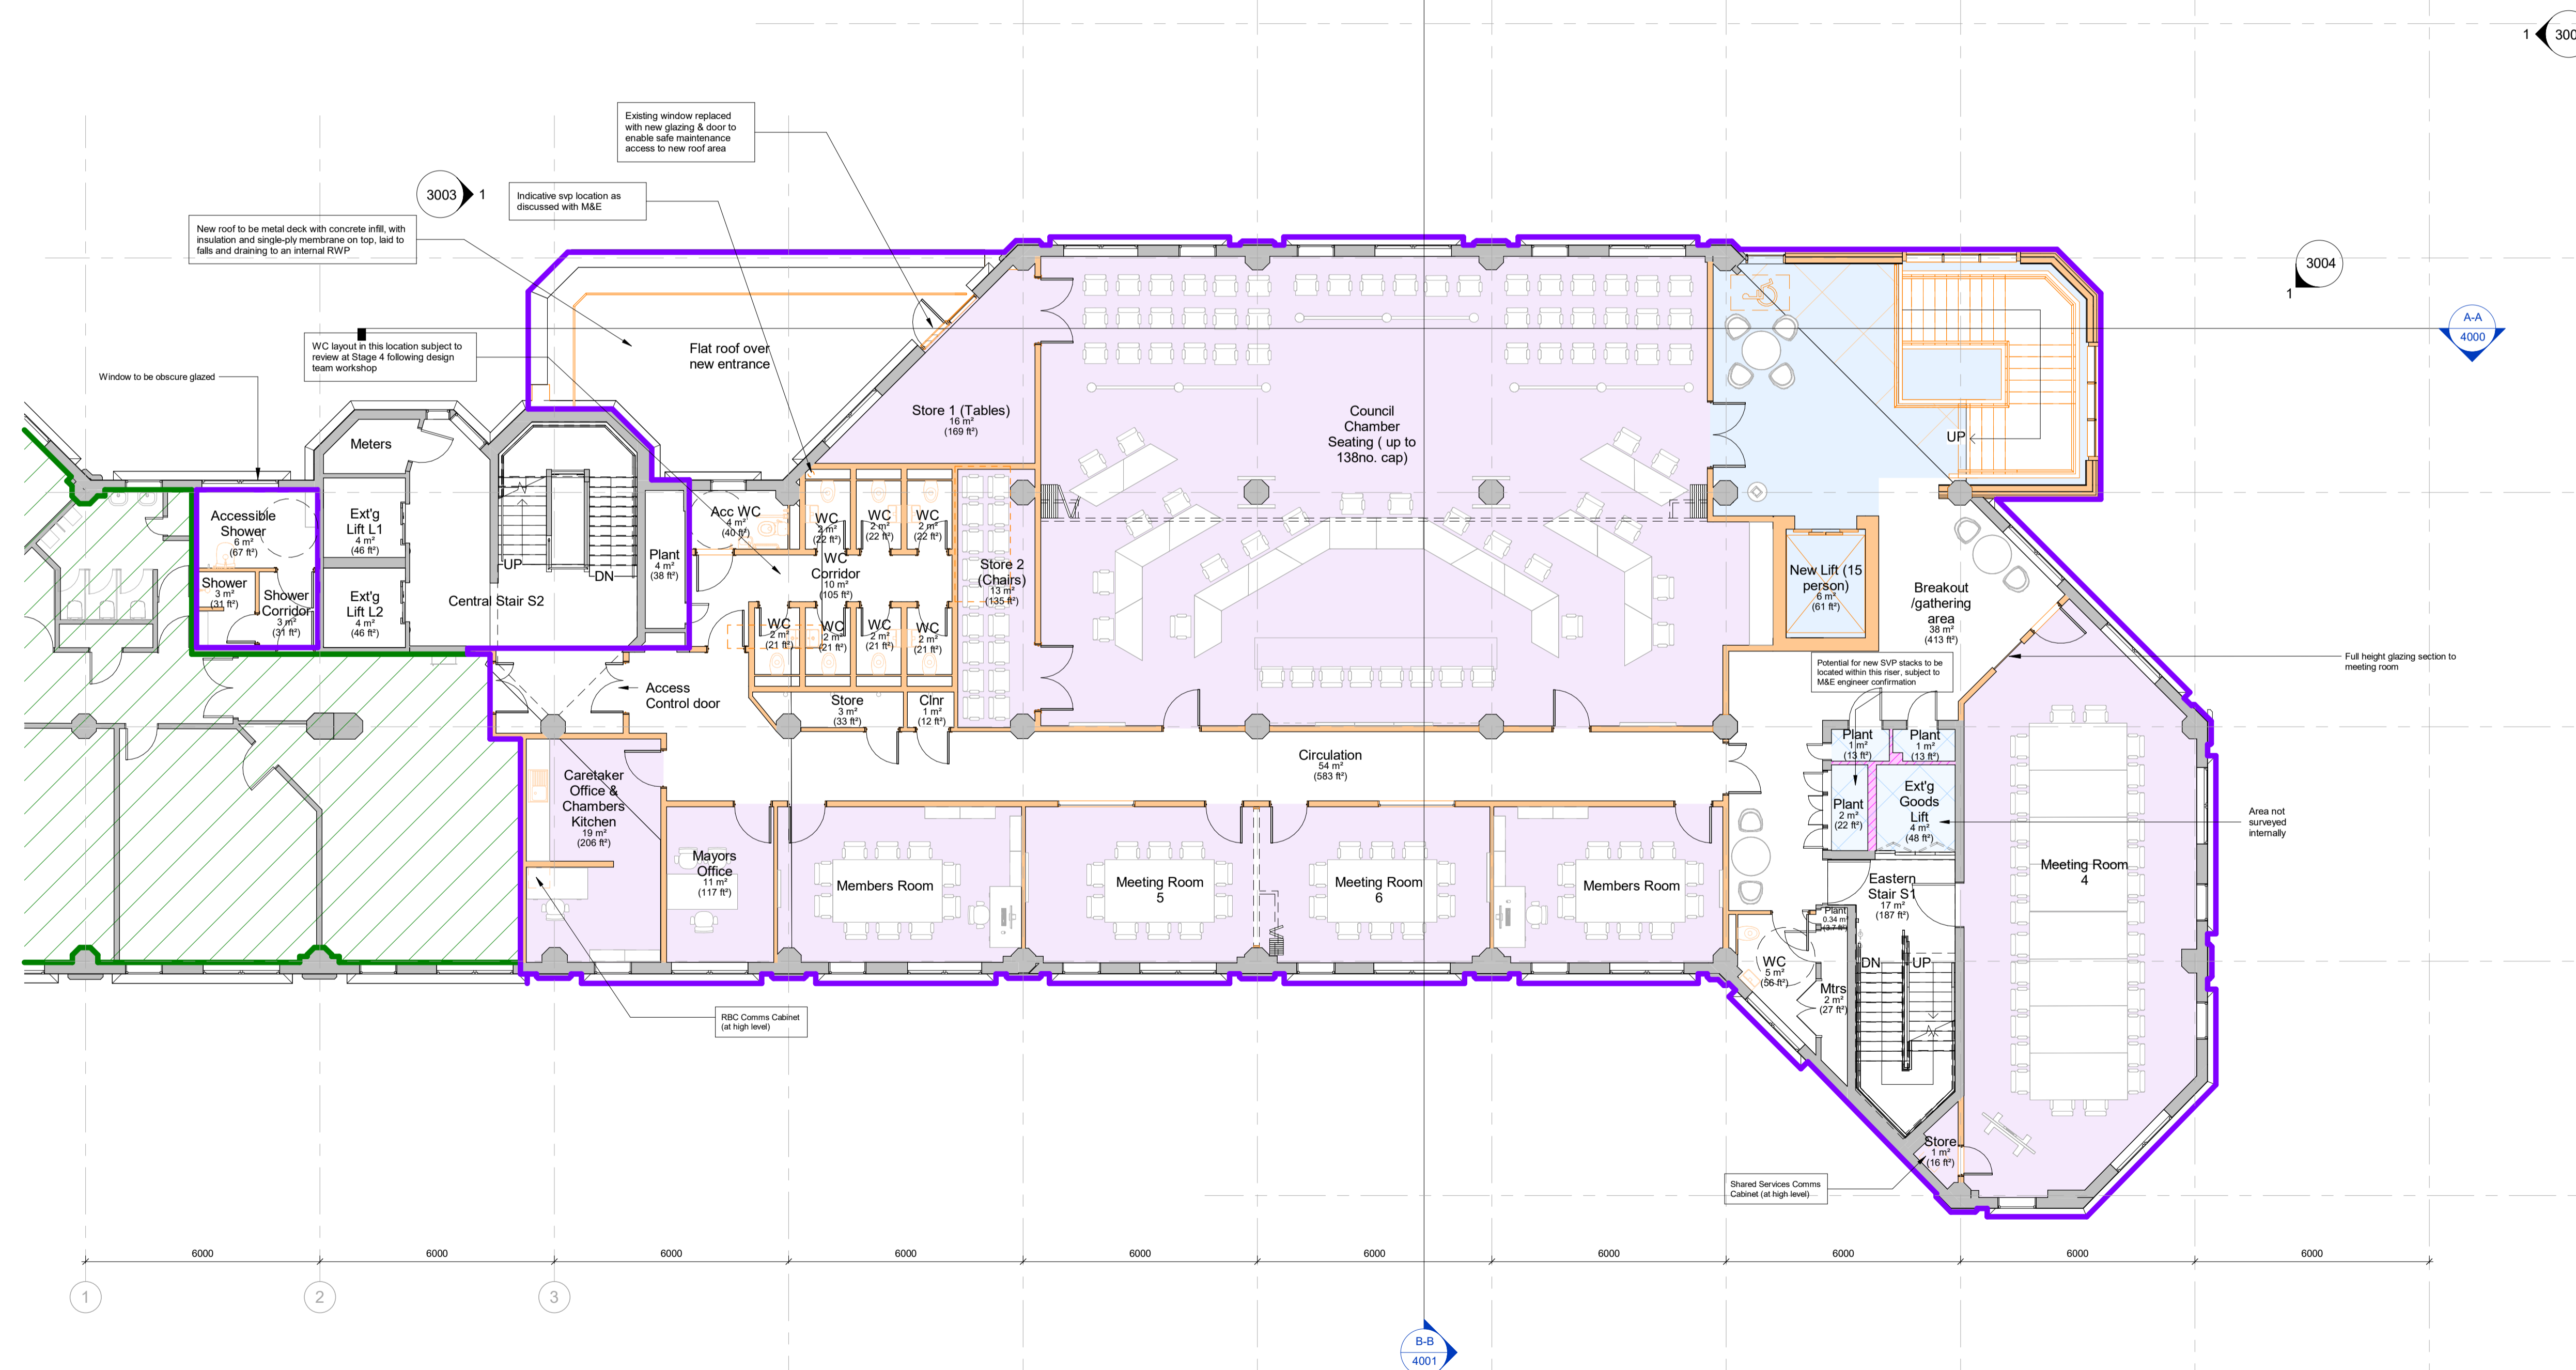 1
300
Existing window replaced
with new glazing & door to
enable safe maintenance
access to new roof area
3003
1
Indicative svp location as
discussed with M&E
New roof to be metal deck with concrete infill, with
insulation and single-ply membrane on top, laid to
falls and draining to an internal RWP
3004
1
A-A
4000
WC layout in this location subject to
review at Stage 4 following design
team workshop
Window to be obscure glazed
Flat roof over
new entrance
Store 1 (Tables)
16 m²
(169 ft²)
Council
Chamber
Seating ( up to
138no. cap)
UP
Meters
Accessible
Shower
6 m²
(67 ft²)
Ext'g
Lift L1
4 m²
(46 ft²)
Shower
3 m²
(31 ft²)
Shower
Corridor
3 m²
(31 ft²)
Ext'g
Lift L2
4 m²
(46 ft²)
UP
DN
Central Stair S2
Plant
4 m²
(38 ft²)
Acc WC
4 m²
(40 ft²)
WC
2 m²
(22 ft²)
WC
2 m²
(22 ft²)
WC
2 m²
(22 ft²)
WC
Corridor
10 m²
(105 ft²)
WC
2 m²
(21 ft²)
WC
2 m²
(21 ft²)
WC
2 m²
(21 ft²)
WC
2 m²
(21 ft²)
Store 2
(Chairs)
13 m²
(135 ft²)
New Lift (15
person)
6 m²
(61 ft²)
Breakout
/gathering
area
38 m²
(413 ft²)
Potential for new SVP stacks to be
located within this riser, subject to
M&E engineer confirmation
Full height glazing section to
meeting room
Access
Control door
Store
3 m²
(33 ft²)
Clnr
1 m²
(12 ft²)
Circulation
54 m²
(583 ft²)
Plant
1 m²
(13 ft²)
Plant
1 m²
(13 ft²)
Plant
2 m²
(22 ft²)
Ext'g
Goods
Lift
4 m²
(48 ft²)
Area not
surveyed
internally
Caretaker
Office &
Chambers
Kitchen
19 m²
(206 ft²)
Mayors
Office
11 m²
(117 ft²)
Members Room
Meeting Room
5
Meeting Room
6
Members Room
Meeting Room
4
Eastern
Stair S1
17 m²
(187 ft²)
Plant
0.34 m²
(3.7 ft²)
WC
5 m²
(56 ft²)
DN
UP
Mtrs
2 m²
(27 ft²)
RBC Comms Cabinet
(at high level)
Store
1 m²
(16 ft²)
Shared Services Comms
Cabinet (at high level)
6000
6000
6000
6000
6000
6000
6000
6000
6000
6000
1
2
3
B-B
4001